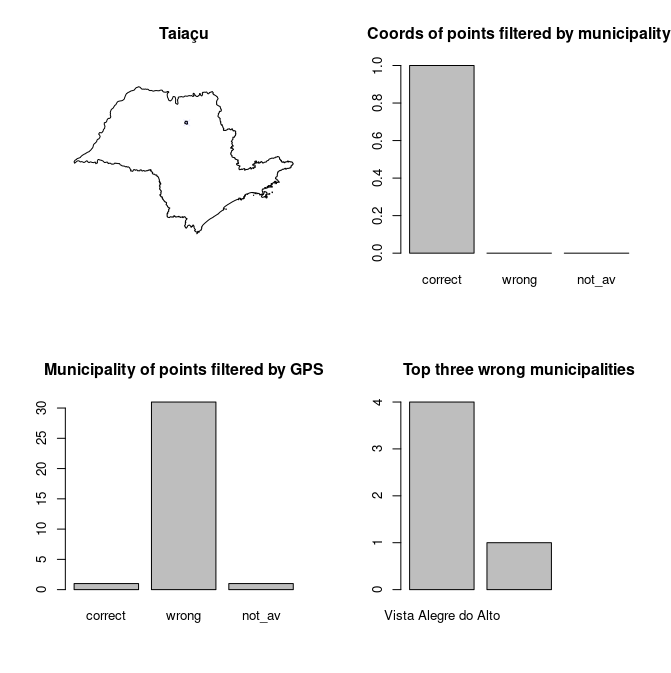 Taiaçu
Coords of points filtered by municipality
1.0
0.8
0.6
0.4
0.2
0.0
correct wrong not_av
Municipality of points filtered by GPS
30
25
20
15
10
5
0
correct wrong not_av
Top three wrong municipalities
4
3
2
1
0
Vista Alegre do Alto